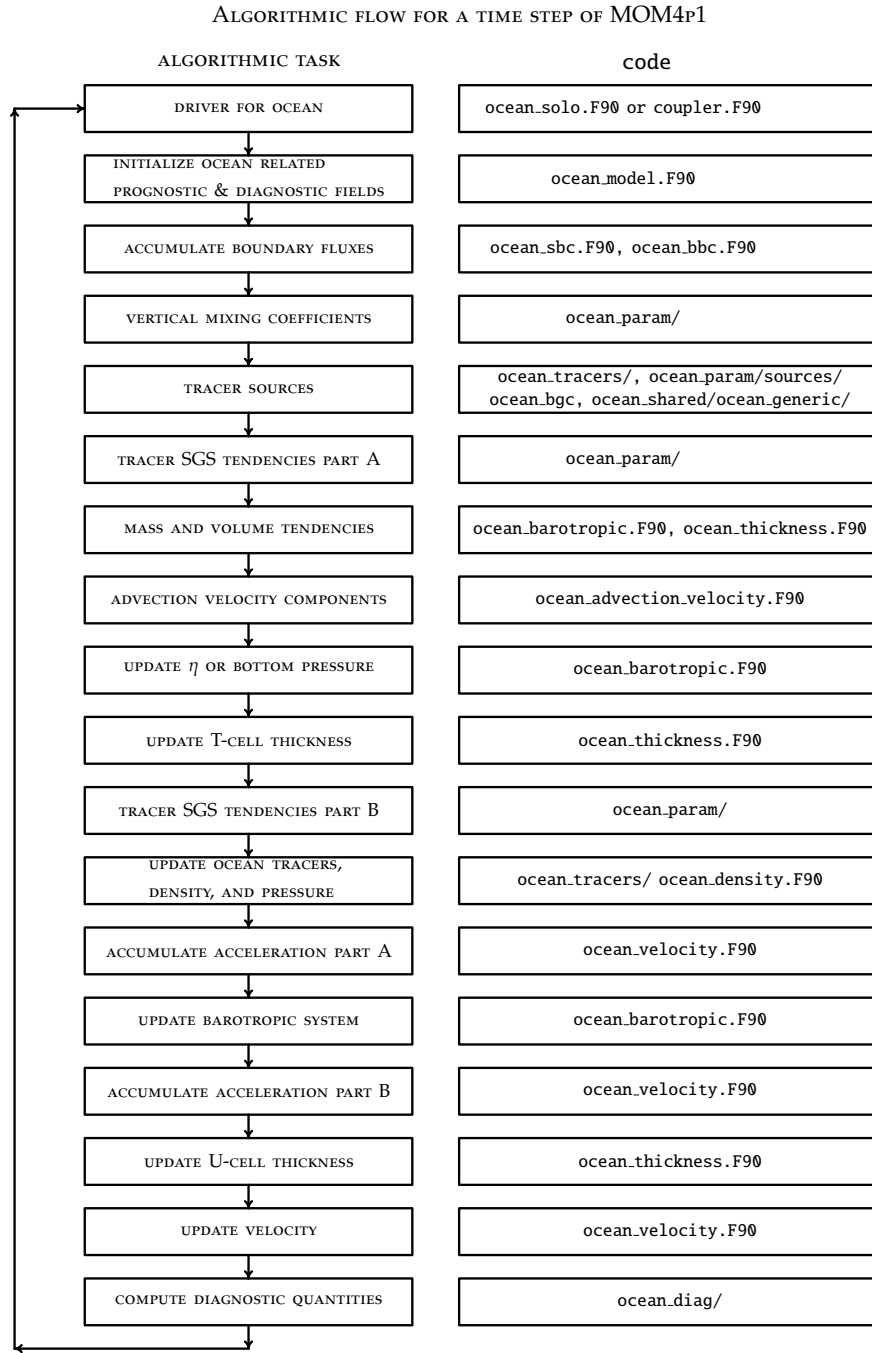 Algorithmic flow for a time step of MOM4p1
algorithmic task
code
driver for ocean
ocean_solo.F90 or coupler.F90
initialize ocean related
prognostic & diagnostic fields
ocean_model.F90
accumulate boundary fluxes
ocean_sbc.F90, ocean_bbc.F90
vertical mixing coefficients
ocean_param/
tracer sources
ocean_tracers/, ocean_param/sources/
ocean_bgc, ocean_shared/ocean_generic/
tracer SGS tendencies part A
ocean_param/
mass and volume tendencies
ocean_barotropic.F90, ocean_thickness.F90
advection velocity components
ocean_advection_velocity.F90
update η or bottom pressure
ocean_barotropic.F90
update T-cell thickness
ocean_thickness.F90
tracer SGS tendencies part B
ocean_param/
update ocean tracers,
density, and pressure
ocean_tracers/ ocean_density.F90
accumulate acceleration part A
ocean_velocity.F90
update barotropic system
ocean_barotropic.F90
accumulate acceleration part B
ocean_velocity.F90
update U-cell thickness
ocean_thickness.F90
update velocity
ocean_velocity.F90
compute diagnostic quantities
ocean_diag/